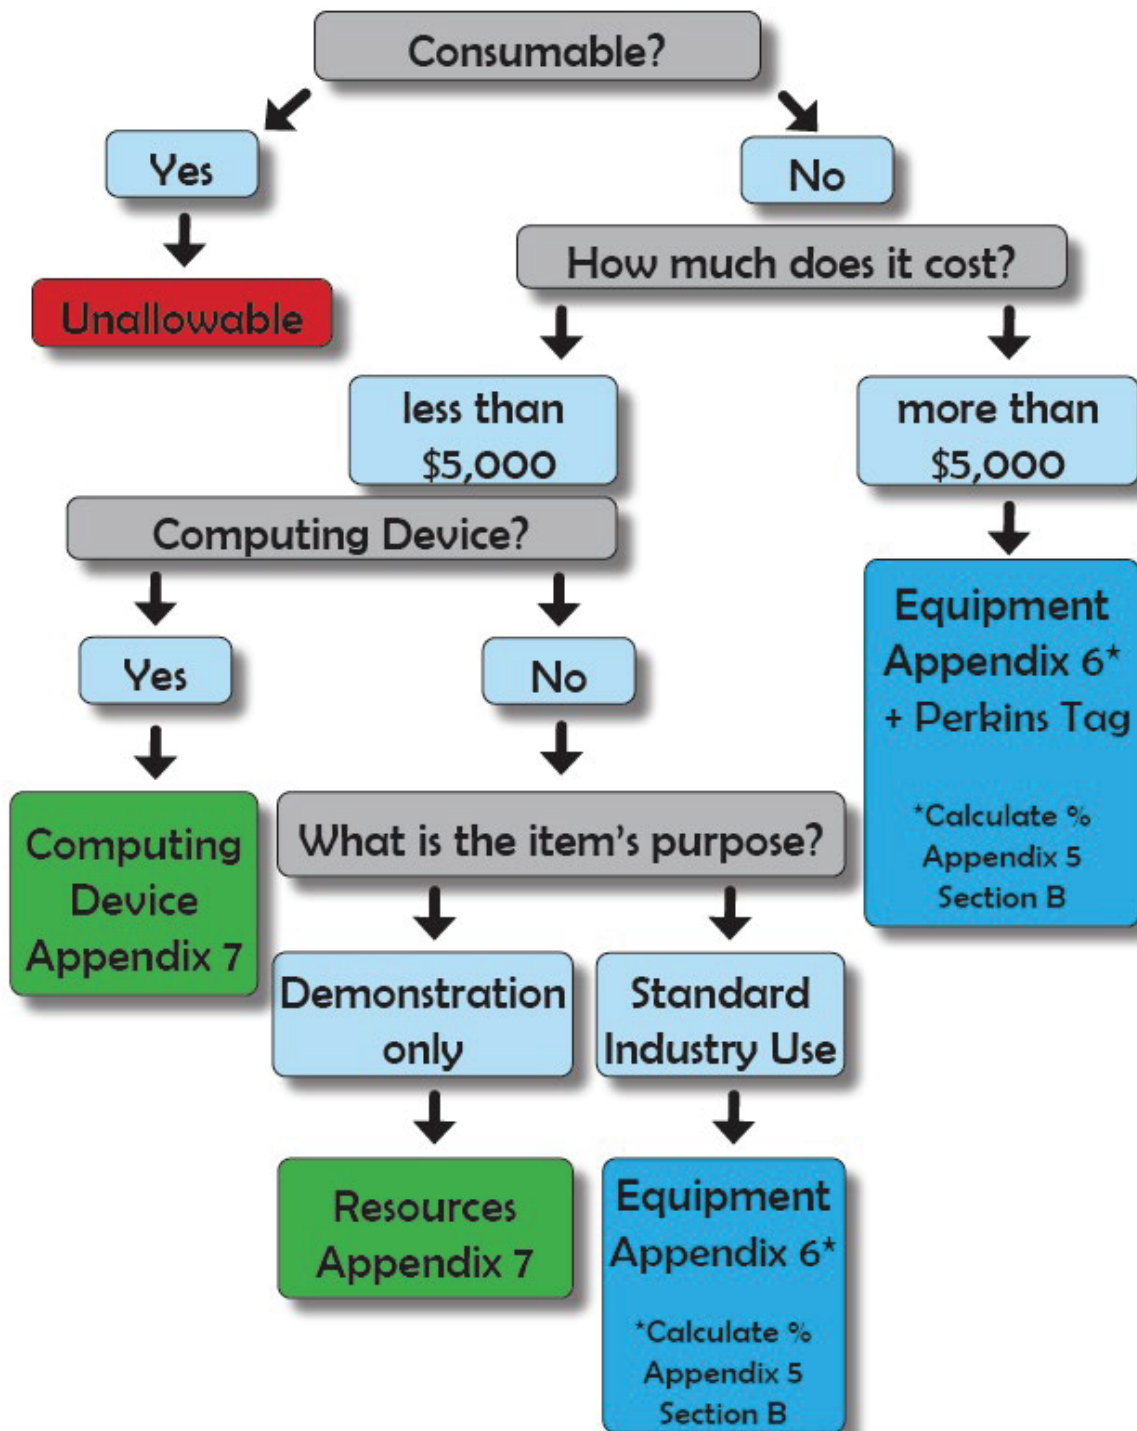 Consumable?
Yes
No
Unallowable
How much does it cost?
less than
$5,000
more than
$5,000
Computing Device?
Yes
No
Equipment
Appendix 6*
+ Perkins Tag
*Calculate %
Appendix 5
Section B
Computing
Device
Appendix 7
What is the item's purpose?
Demonstration
only
Standard
Industry Use
Resources
Appendix 7
Equipment
Appendix 6*
*Calculate %
Appendix 5
Section B